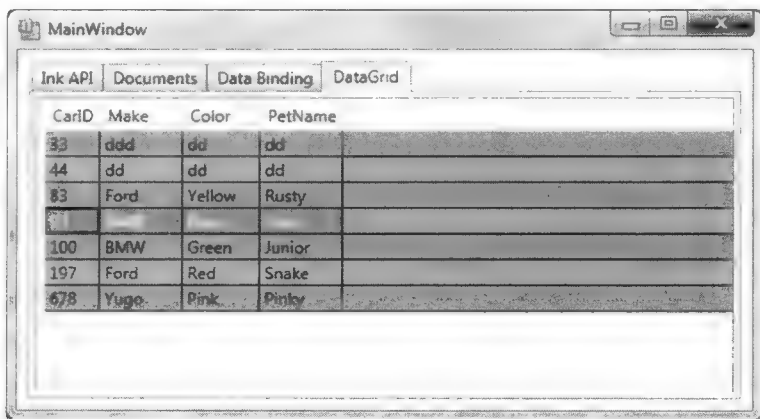 MainWindow
Ink API Documents Data Binding DataGrid
CarID Make Color PetName
33 ddd dd dd
44 dd dd dd
83 Ford Yellow Rusty
100 BMW Green Junior
197 Ford Red Snake
678 Yugo Pink Pinky